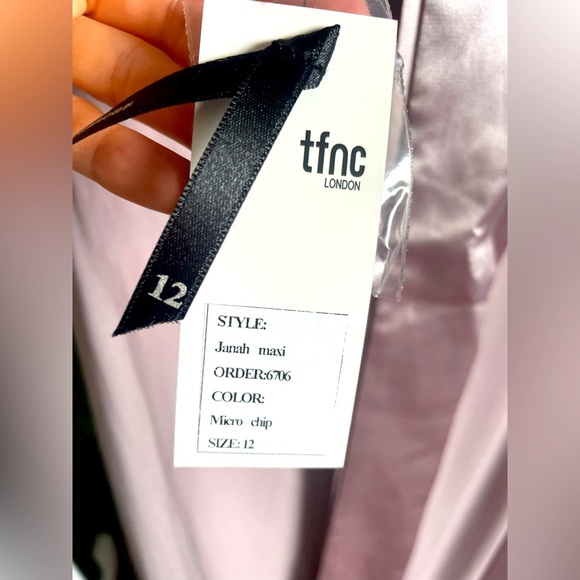 tfnc
LONDON
12
STYLE:
Janah maxi
ORDER:6706
COLOR:
Micro chip
SIZE: 12